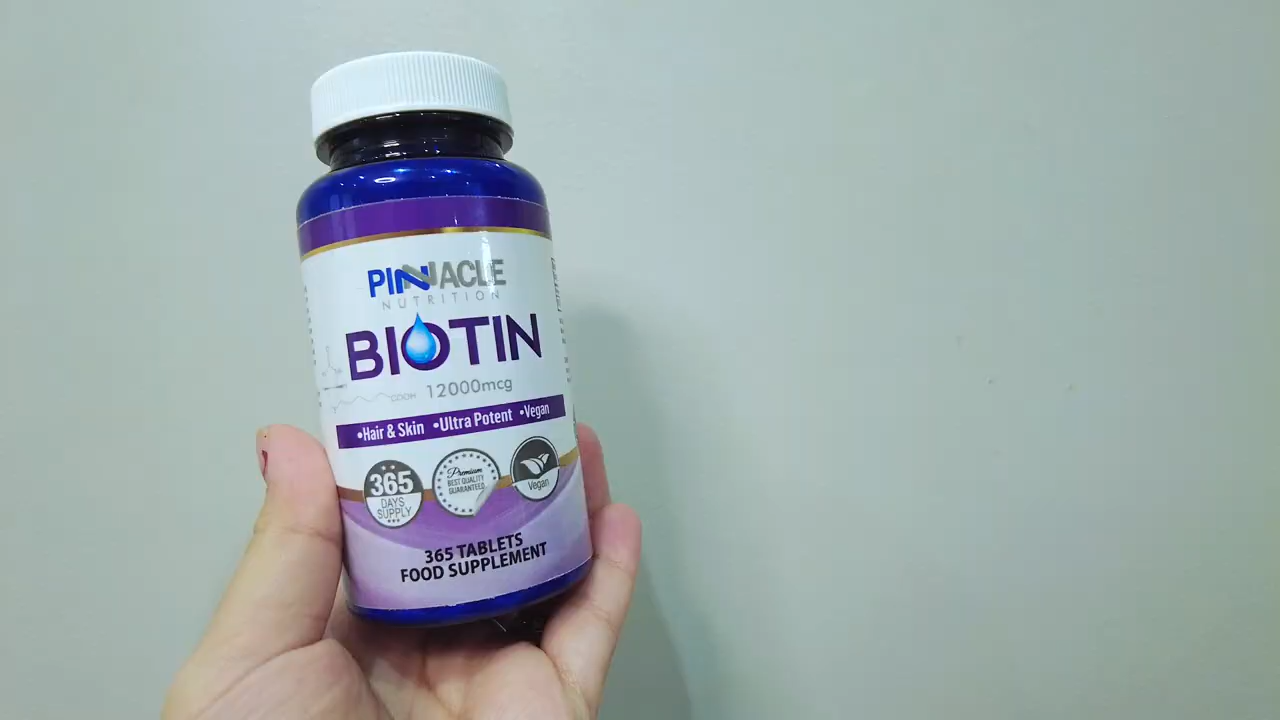 PINNACLE
NUTRITION
BIOTIN
COOH
12000mcg
•Hair & Skin •Ultra Potent •Vegan
365
DAYS
SUPPLY
Premium
BEST QUALITY
GUARANTEED
Vegan
365 TABLETS
FOOD SUPPLEMENT